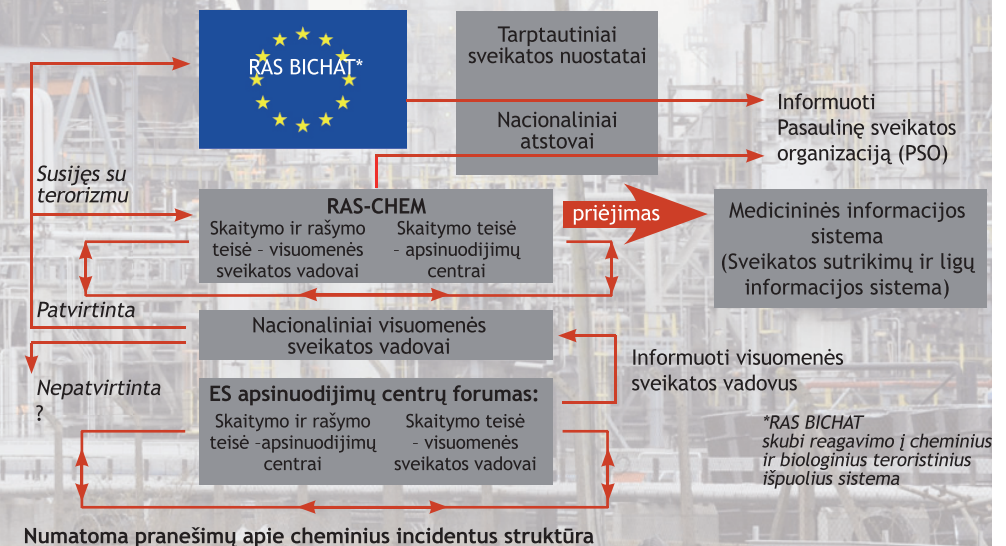 RAS BICHAT*
Tarptautiniai
sveikatos nuostatai
Nacionaliniai
atstovai
Informuoti
Pasaulinę sveikatos
organizaciją (PSO)
Susijęs su
terorizmu
RAS-CHEM
Skaitymo ir rašymo
teisė – visuomenės
sveikatos vadovai
Skaitymo teisė
– apsinuodijimų
centrai
priėjimas
Medicininės informacijos
sistema
(Sveikatos sutrikimų ir ligų
informacijos sistema)
Patvirtinta
Nacionaliniai visuomenės
sveikatos vadovai
Nepatvirtinta
?
Informuoti visuomenės
sveikatos vadovus
ES apsinuodijimų centrų forumas:
Skaitymo ir rašymo
teisė –apsinuodijimų
centrai
Skaitymo teisė
– visuomenės
sveikatos vadovai
*RAS BICHAT
skubi reagavimo į cheminius
ir biologinius teroristinius
išpuolius sistema
Numatoma pranešimų apie cheminius incidentus struktūra